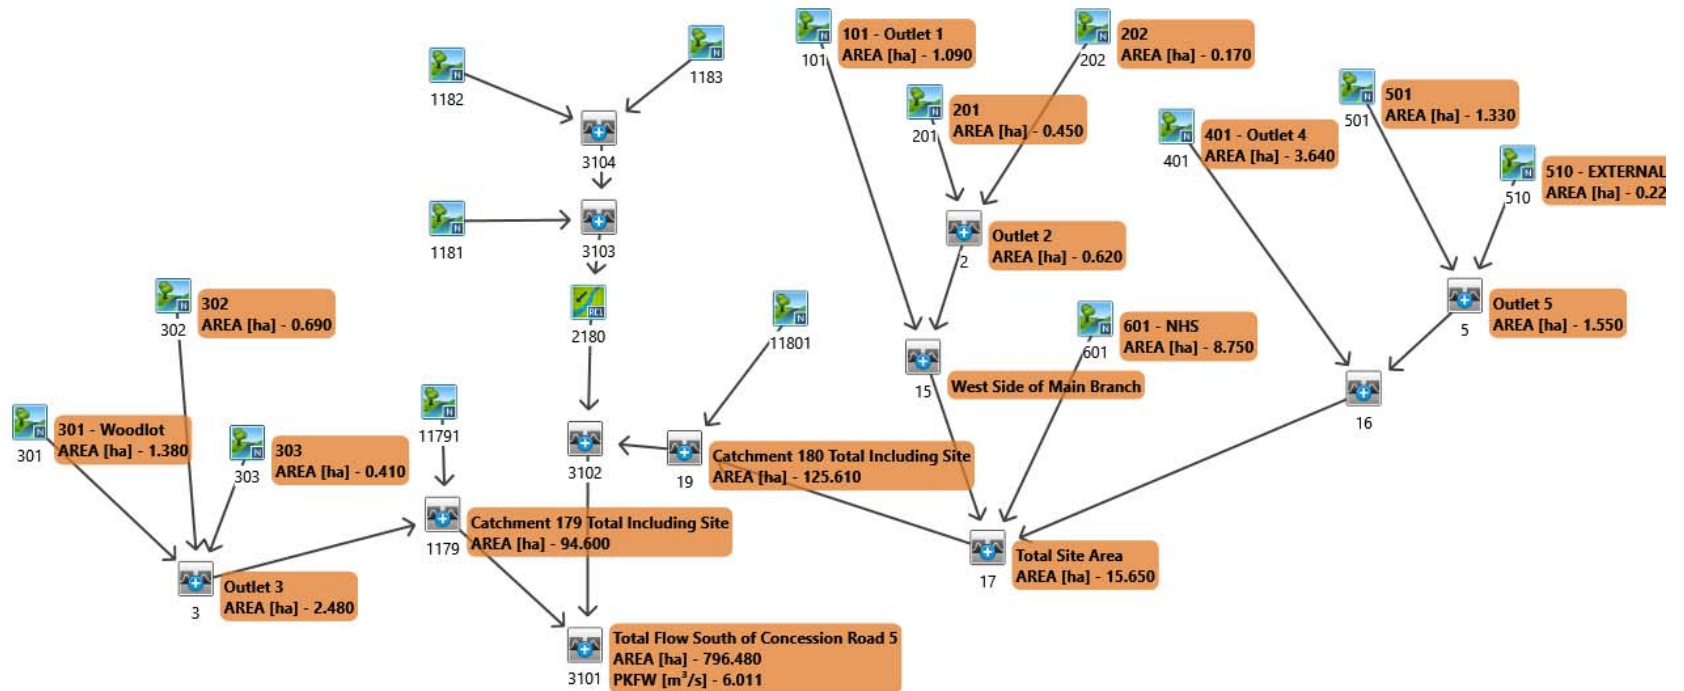 101 - Outlet 1
AREA [ha] - 1.090
101
202
AREA [ha] - 0.170
202
1183
1182
501
AREA [ha] - 1.330
501
201
AREA [ha] - 0.450
201
401 - Outlet 4
AREA [ha] - 3.640
401
3104
510 - EXTERNAL
AREA [ha] - 0.22
510
1181
3103
Outlet 2
AREA [ha] - 0.620
2
302
AREA [ha] - 0.690
302
RCL
2180
11801
601 - NHS
AREA [ha] - 8.750
601
Outlet 5
AREA [ha] - 1.550
5
West Side of Main Branch
15
16
301 - Woodlot
AREA [ha] - 1.380
301
303
AREA [ha] - 0.410
303
11791
3102
Catchment 180 Total Including Site
AREA [ha] - 125.610
19
Catchment 179 Total Including Site
AREA [ha] - 94.600
1179
Total Site Area
AREA [ha] - 15.650
17
Outlet 3
AREA [ha] - 2.480
3
Total Flow South of Concession Road 5
AREA [ha] - 796.480
PKFW [m³/s] - 6.011
3101